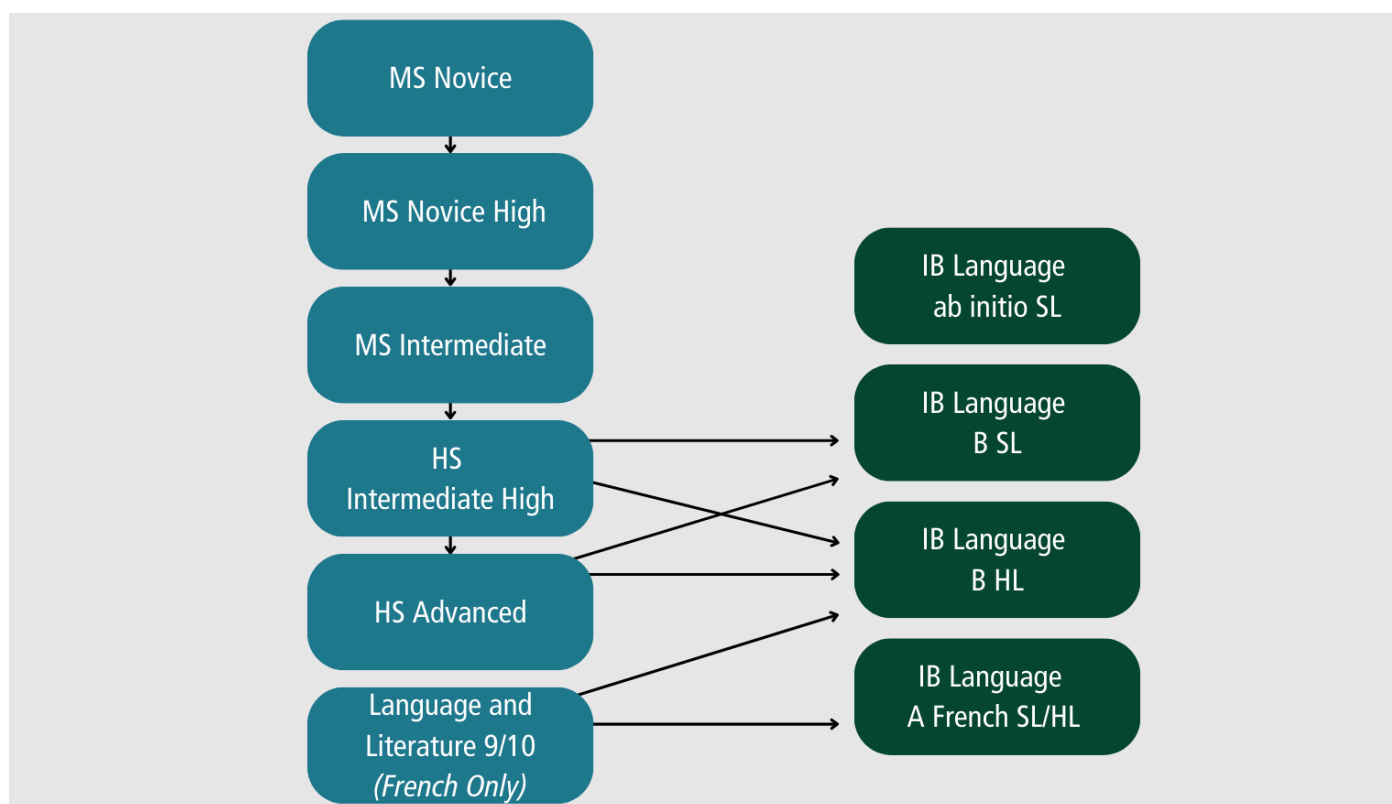 MS Novice
MS Novice High
MS Intermediate
HS
Intermediate High
HS Advanced
Language and
Literature 9/10
(French Only)
IB Language
ab initio SL
IB Language
B SL
IB Language
B HL
IB Language
A French SL/HL